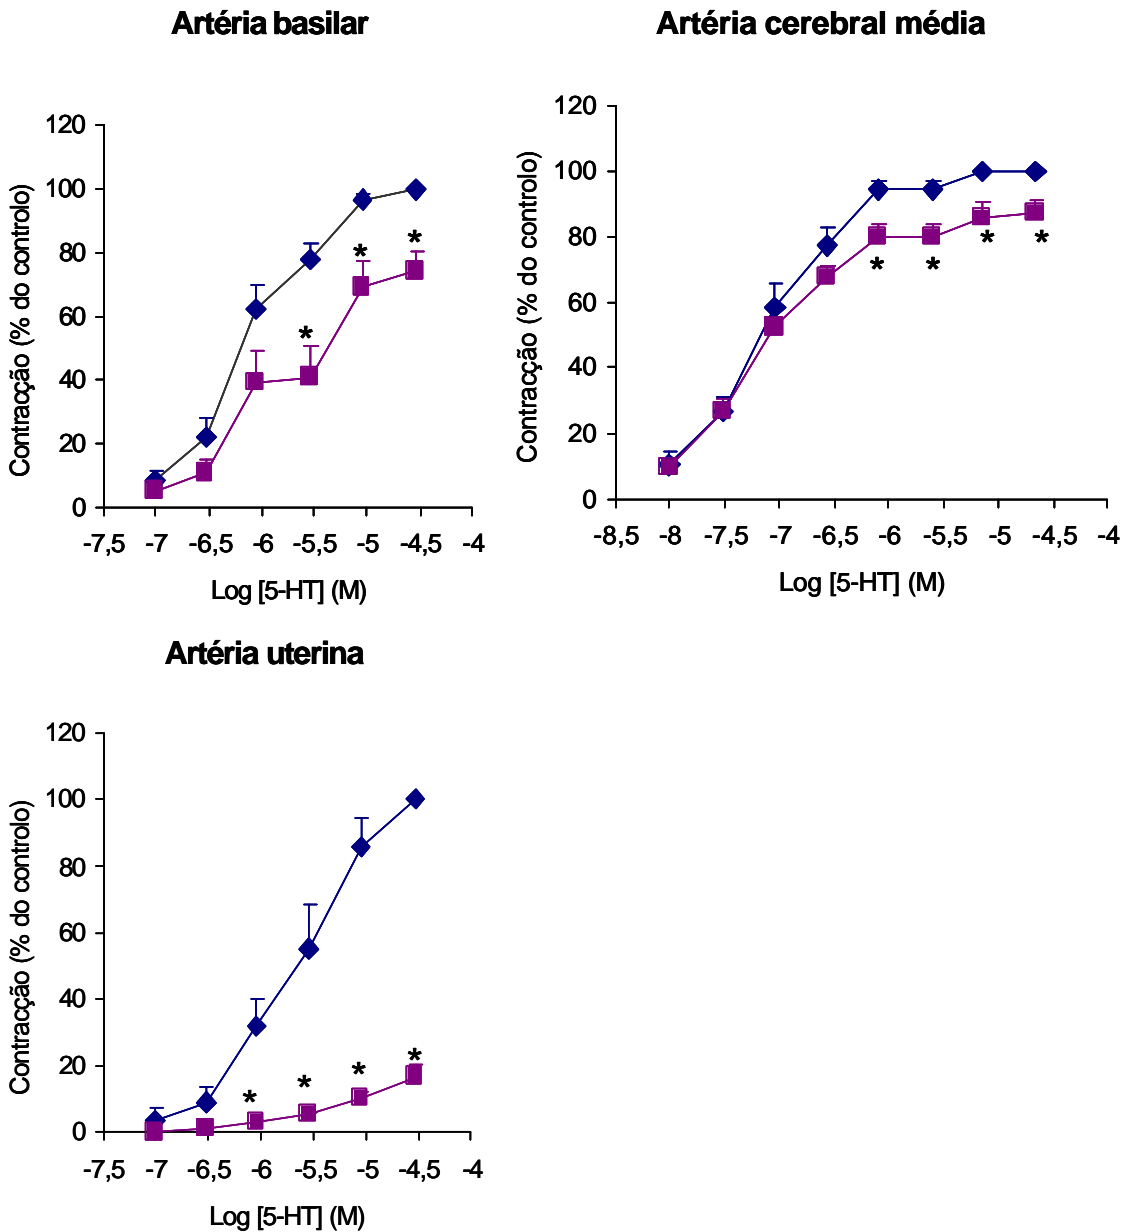 Artéria basilar
Contracção (% do controlo)
120
100
80
60
40
20
0
* * *
-7,5 -7 -6,5 -6 -5,5 -5 -4,5 -4
Log [5-HT] (M)
Artéria cerebral média
Contracção (% do controlo)
120
100
80
60
40
20
0
* * * *
-8,5 -8 -7,5 -7 -6,5 -6 -5,5 -5 -4,5 -4
Log [5-HT] (M)
Artéria uterina
Contracção (% do controlo)
120
100
80
60
40
20
0
* * * *
-7,5 -7 -6,5 -6 -5,5 -5 -4,5 -4
Log [5-HT] (M)